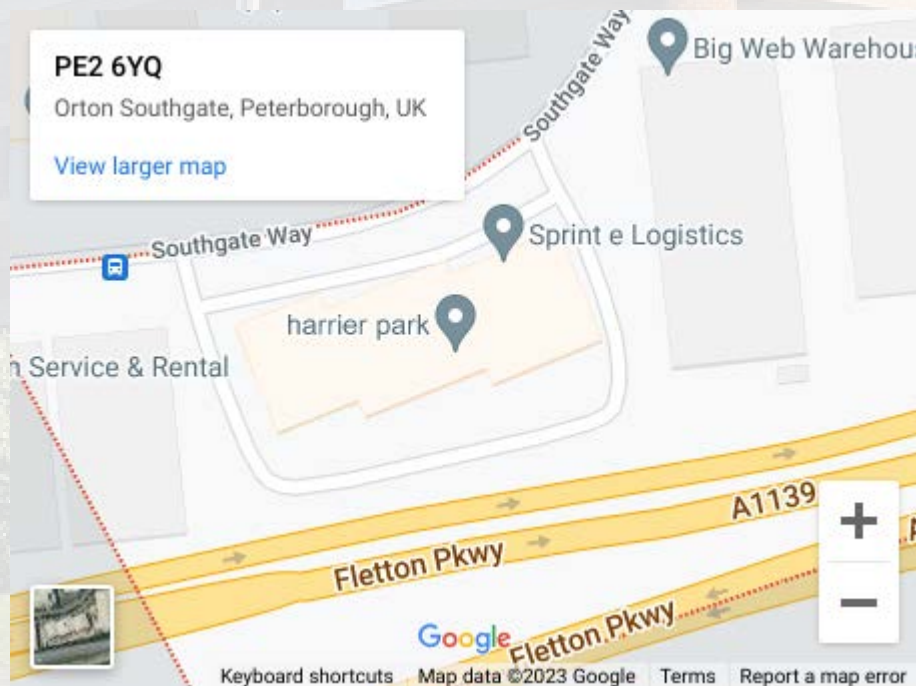 PE2 6YQ
Orton Southgate, Peterborough, UK
View larger map
Southgate Way
Big Web Warehous
Southgate Way
Sprint e Logistics
harrier park
n Service & Rental
A1139
Fletton Pkwy
Fletton Pkwy
Google
Keyboard shortcuts Map data ©2023 Google Terms Report a map error